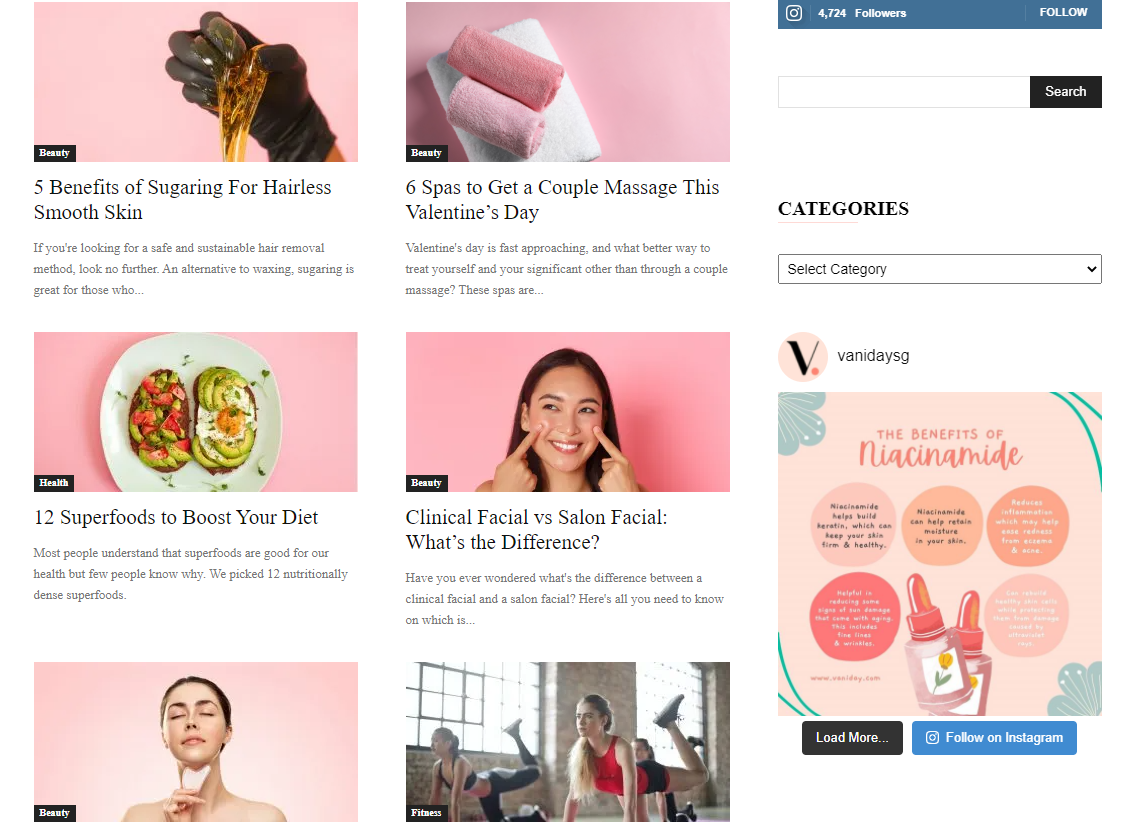 Beauty
5 Benefits of Sugaring For Hairless
Smooth Skin
If you're looking for a safe and sustainable hair removal
method, look no further. An alternative to waxing, sugaring is
great for those who...
Beauty
6 Spas to Get a Couple Massage This
Valentine’s Day
Valentine's day is fast approaching, and what better way to
treat yourself and your significant other than through a couple
massage? These spas are...
Health
12 Superfoods to Boost Your Diet
Most people understand that superfoods are good for our
health but few people know why. We picked 12 nutritionally
dense superfoods.
Beauty
Clinical Facial vs Salon Facial:
What’s the Difference?
Have you ever wondered what's the difference between a
clinical facial and a salon facial? Here's all you need to know
on which is...
Beauty
Fitness
4,724 Followers
FOLLOW
Search
CATEGORIES
Select Category
V.
vanidaysg
THE BENEFITS OF
Niacinamide
Niacinamide
helps build
keratin, which can
keep your skin
firm & healthy.
Niacinamide
can help retain
moisture
in your skin.
Reduces
inflammation
which may help
ease redness
from eczema
& acne.
Helpful in
reducing some
signs of sun damage
that come with aging.
This includes
fine lines
& wrinkles.
Can rebuild
healthy skin cells
while protecting
them from damage
caused by
ultraviolet
rays.
www.vaniday.com
Load More...
Follow on Instagram